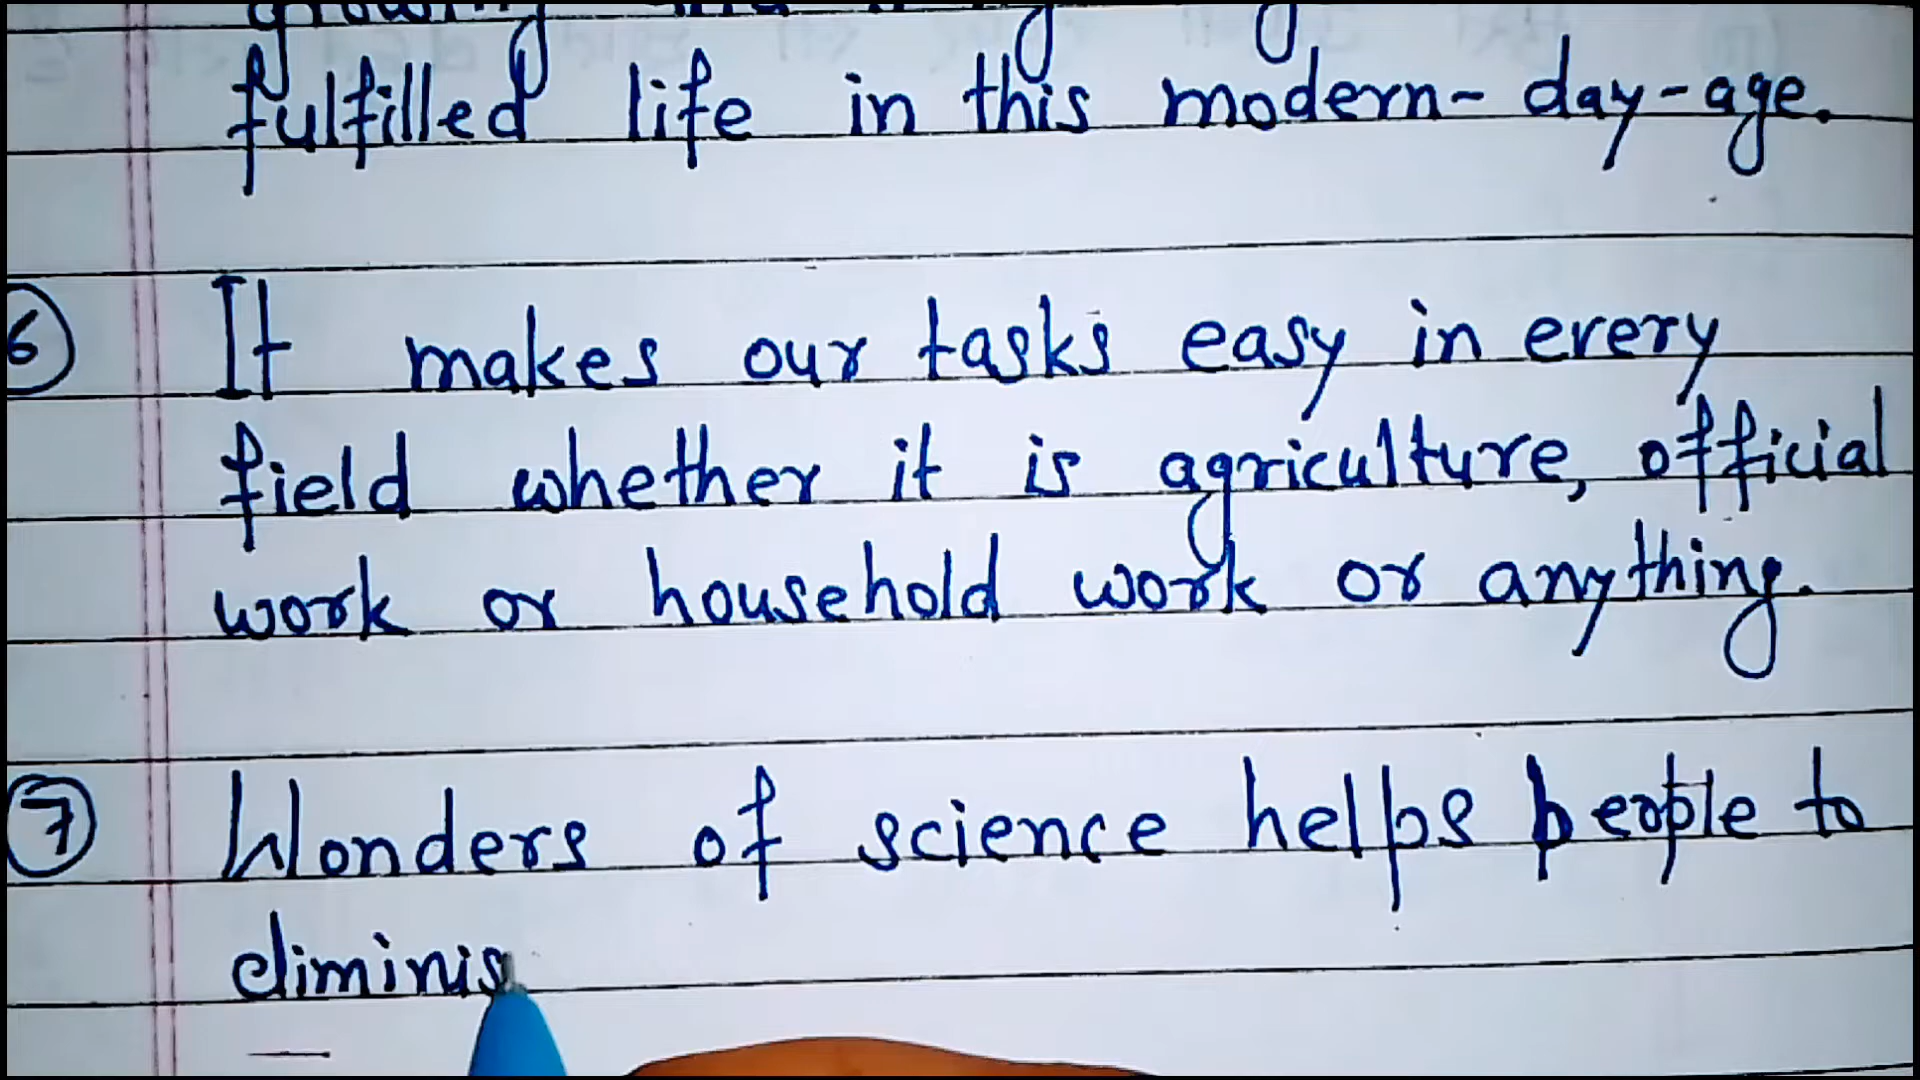 fulfilled life in this modern-day-age.
6 It makes our tasks easy in every
field whether it is agriculture, official
work or household work or anything.
7 Wonders of science helps people to
diminis